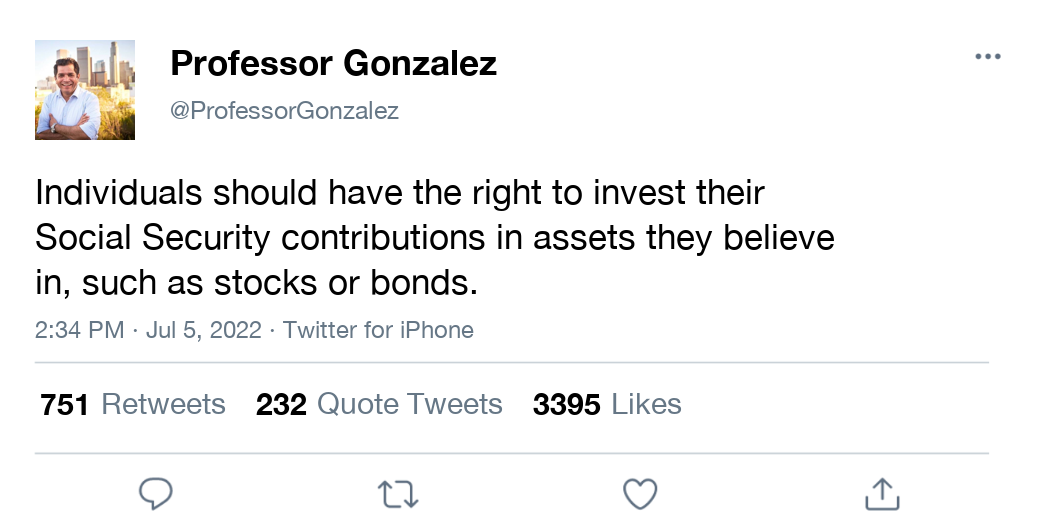 Professor Gonzalez
@ProfessorGonzalez
Individuals should have the right to invest their
Social Security contributions in assets they believe
in, such as stocks or bonds.
2:34 PM · Jul 5, 2022 · Twitter for iPhone
751 Retweets 232 Quote Tweets 3395 Likes